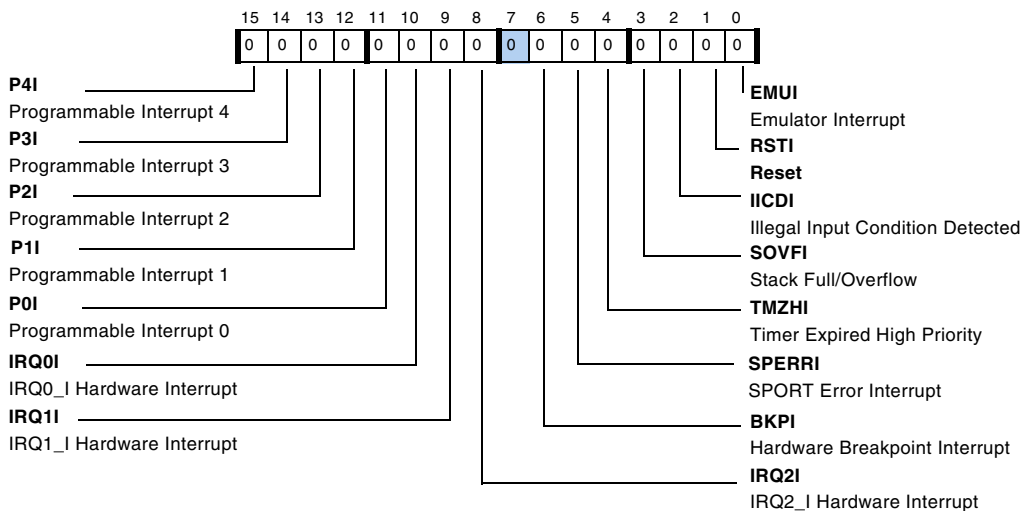 15 14 13 12 11 10 9 8 7 6 5 4 3 2 1 0
0 0 0 0 0 0 0 0 0 0 0 0 0 0 0 0
P4I
Programmable Interrupt 4
P3I
Programmable Interrupt 3
P2I
Programmable Interrupt 2
P1I
Programmable Interrupt 1
P0I
Programmable Interrupt 0
IRQ0I
IRQ0_I Hardware Interrupt
IRQ1I
IRQ1_I Hardware Interrupt
EMUI
Emulator Interrupt
RSTI
Reset
IICDI
Illegal Input Condition Detected
SOVFI
Stack Full/Overflow
TMZHI
Timer Expired High Priority
SPERRI
SPORT Error Interrupt
BKPI
Hardware Breakpoint Interrupt
IRQ2I
IRQ2_I Hardware Interrupt